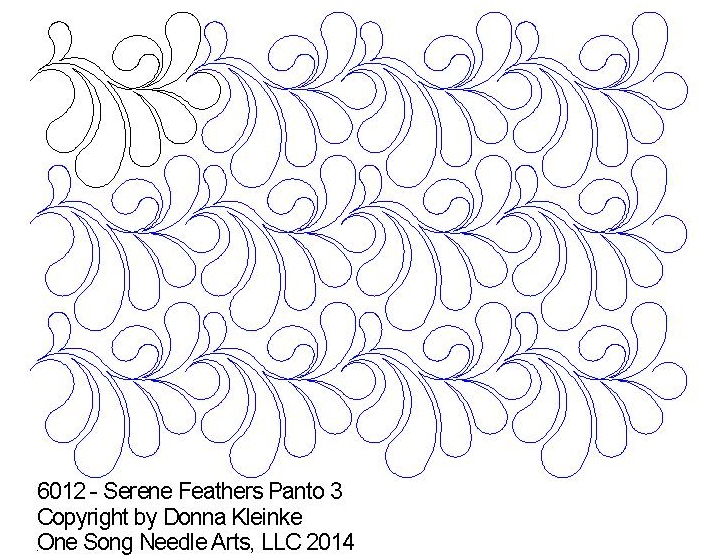 6012 - Serene Feathers Panto 3
Copyright by Donna Kleinke
One Song Needle Arts, LLC 2014